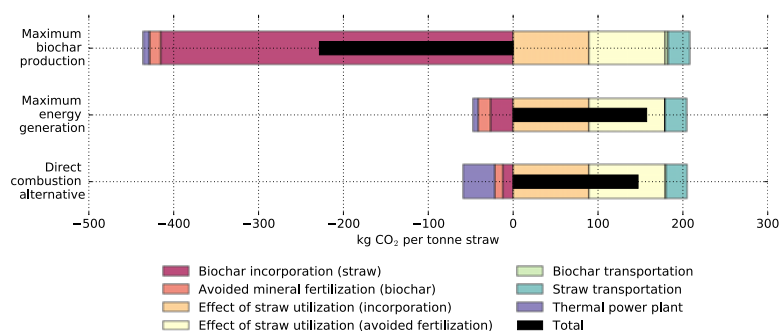 Maximum
biochar
production
Maximum
energy
generation
Direct
combustion
alternative
−500 −400 −300 −200 −100 0 100 200 300
kg CO₂ per tonne straw
Biochar incorporation (straw)
Avoided mineral fertilization (biochar)
Effect of straw utilization (incorporation)
Effect of straw utilization (avoided fertilization)
Biochar transportation
Straw transportation
Thermal power plant
Total